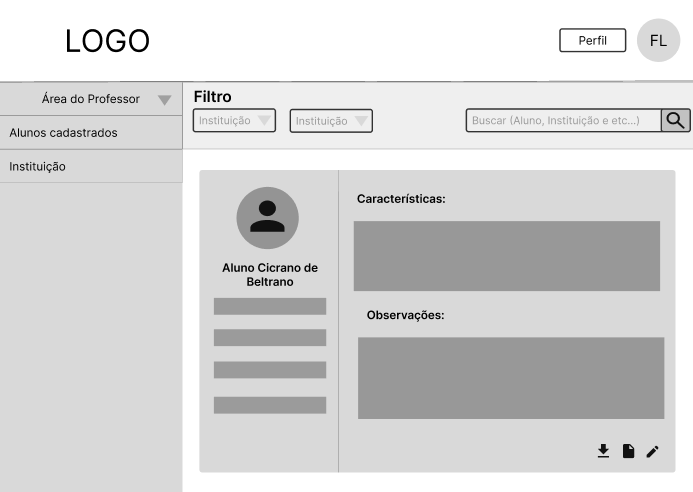 LOGO
Perfil
FL
Área do Professor
Alunos cadastrados
Instituição
Filtro
Instituição
Instituição
Buscar (Aluno, Instituição e etc...)
Aluno Cicrano de
Beltrano
Características:
Observações: